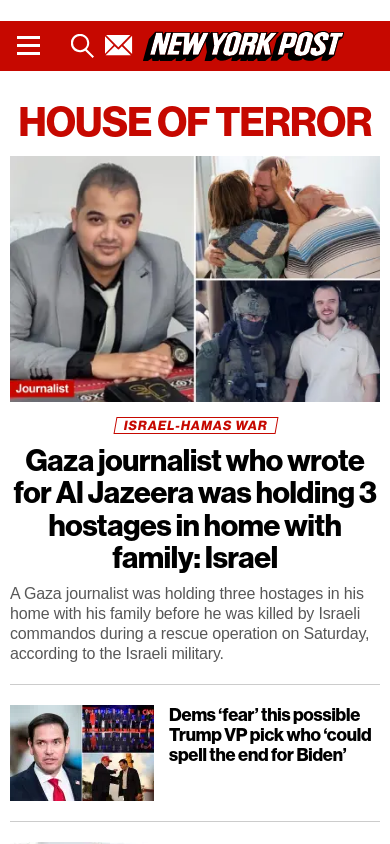 NEW YORK POST
HOUSE OF TERROR
Journalist
ISRAEL-HAMAS WAR
Gaza journalist who wrote
for Al Jazeera was holding 3
hostages in home with
family: Israel
A Gaza journalist was holding three hostages in his
home with his family before he was killed by Israeli
commandos during a rescue operation on Saturday,
according to the Israeli military.
Dems ‘fear’ this possible
Trump VP pick who ‘could
spell the end for Biden’